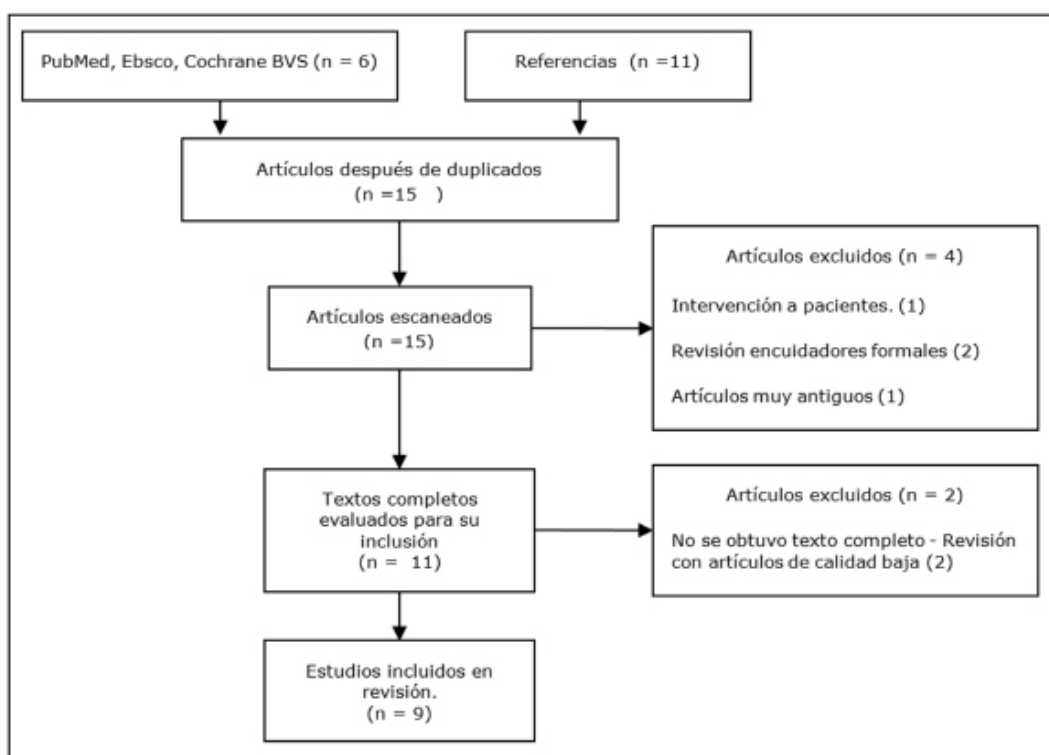 PubMed, Ebsco, Cochrane BVS (n = 6)
Referencias (n =11)
Artículos después de duplicados
(n =15 )
Artículos excluidos (n = 4)
Intervención a pacientes. (1)
Revisión encuidadores formales (2)
Artículos muy antiguos (1)
Artículos escaneados
(n =15)
Textos completos
evaluados para su
inclusión
(n = 11)
Artículos excluidos (n = 2)
No se obtuvo texto completo - Revisión
con artículos de calidad baja (2)
Estudios incluidos en
revisión.
(n = 9)